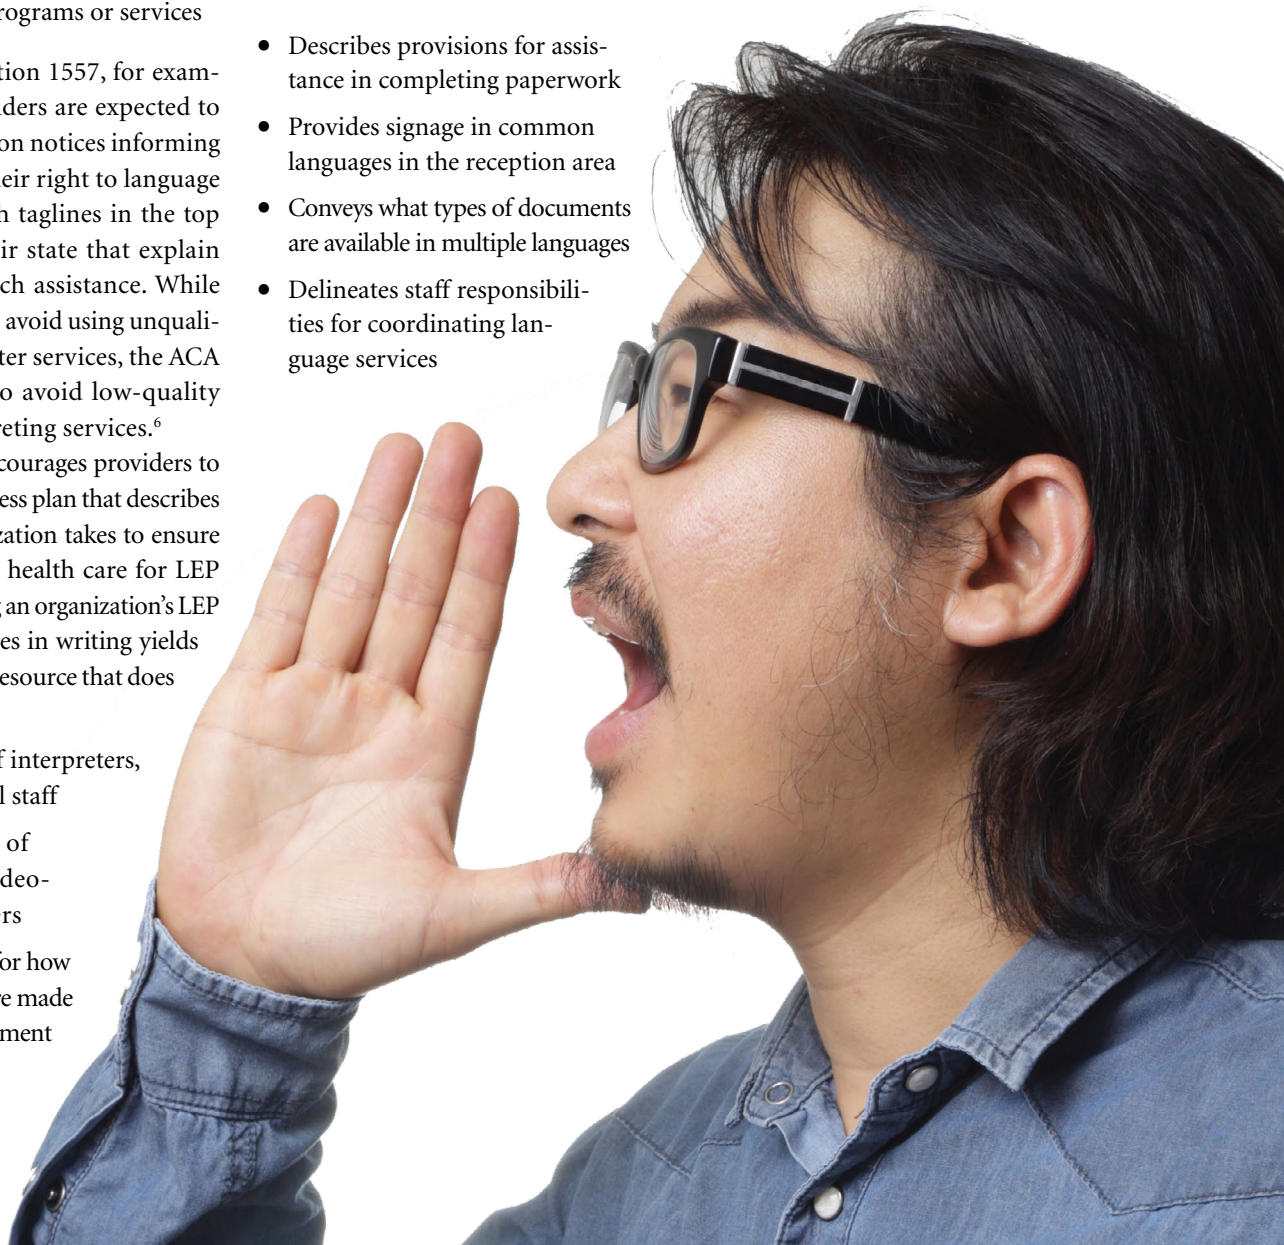 rograms or services
tion 1557, for exam-
ders are expected to
on notices informing
eir right to language
h taglines in the top
ir state that explain
ch assistance. While
avoid using unquali-
ter services, the ACA
o avoid low-quality
reting services.⁶
courages providers to
ess plan that describes
zation takes to ensure
health care for LEP
g an organization’s LEP
es in writing yields
esource that does
f interpreters,
l staff
of
deo-
rs
for how
re made
ment
• Describes provisions for assis-
tance in completing paperwork
• Provides signage in common
languages in the reception area
• Conveys what types of documents
are available in multiple languages
• Delineates staff responsibili-
ties for coordinating lan-
guage services